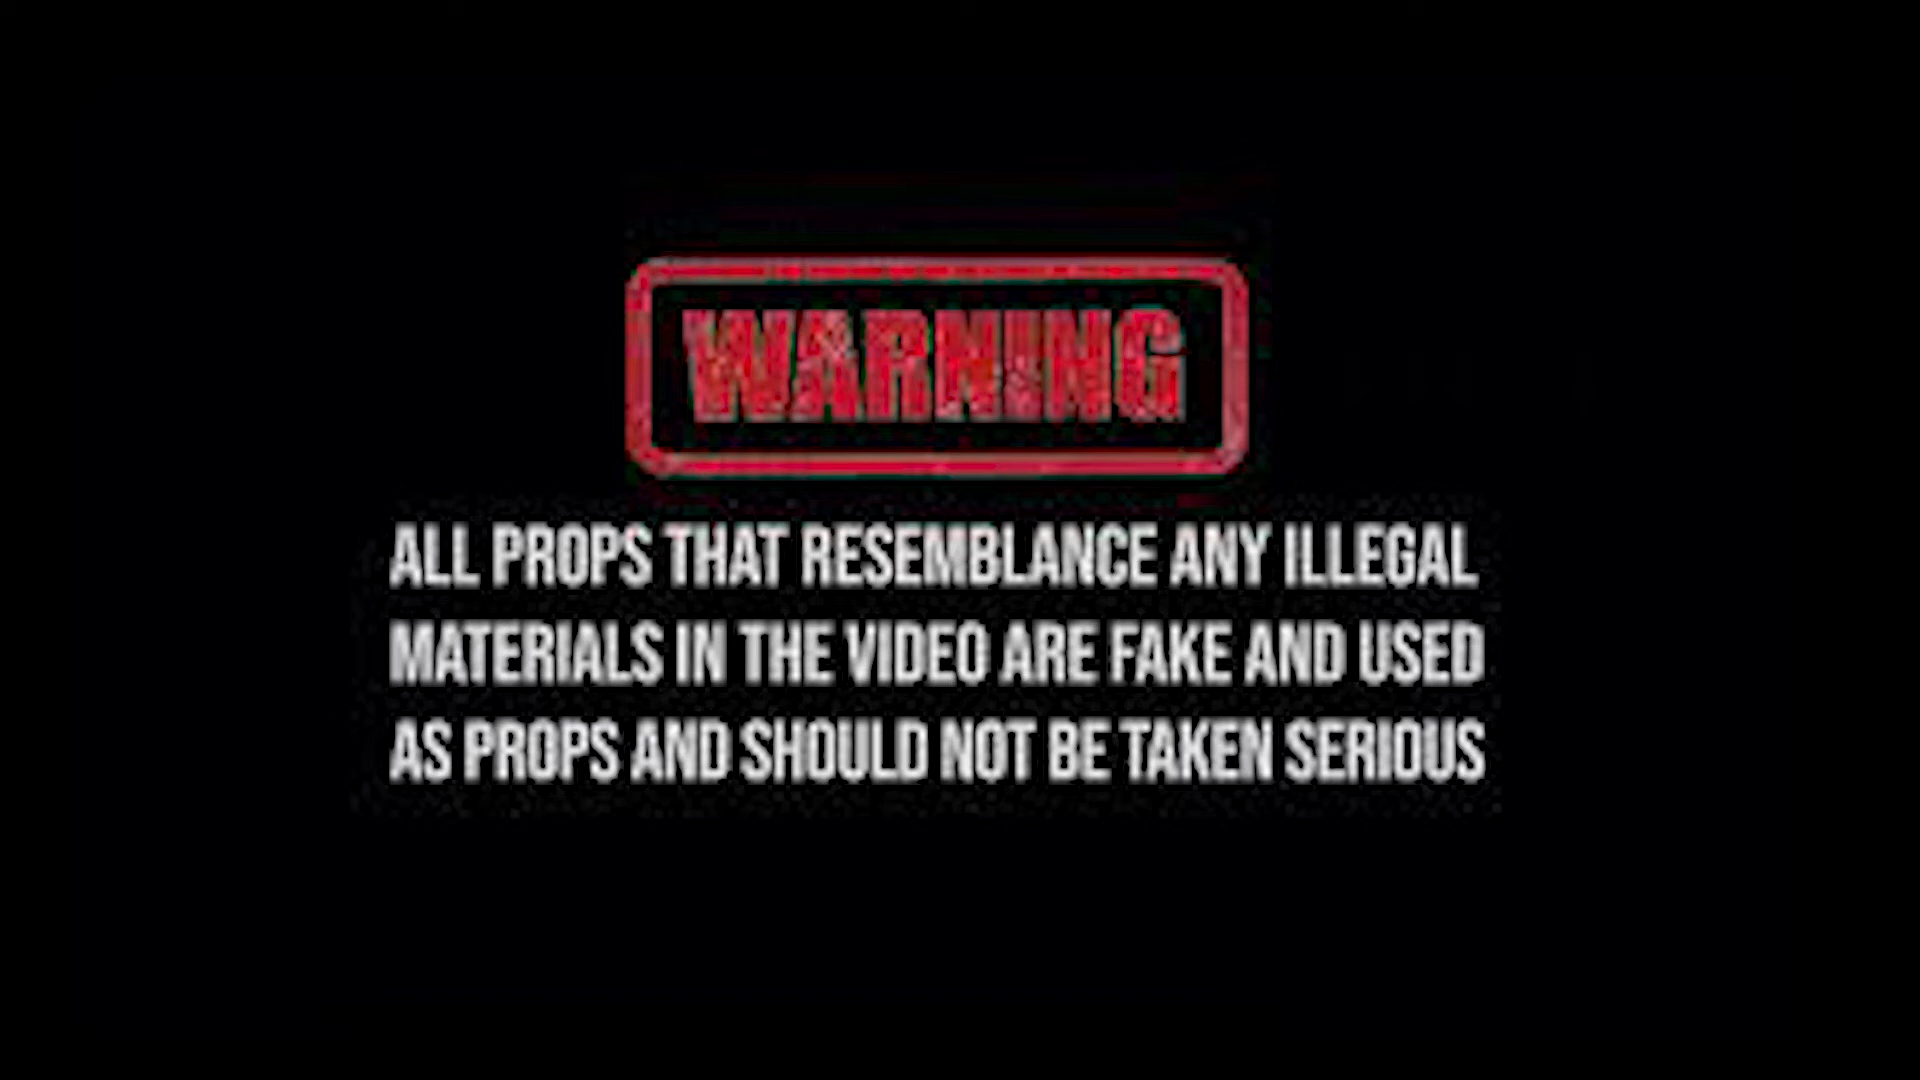 WARNING
ALL PROPS THAT RESEMBLANCE ANY ILLEGAL
MATERIALS IN THE VIDEO ARE FAKE AND USED
AS PROPS AND SHOULD NOT BE TAKEN SERIOUS